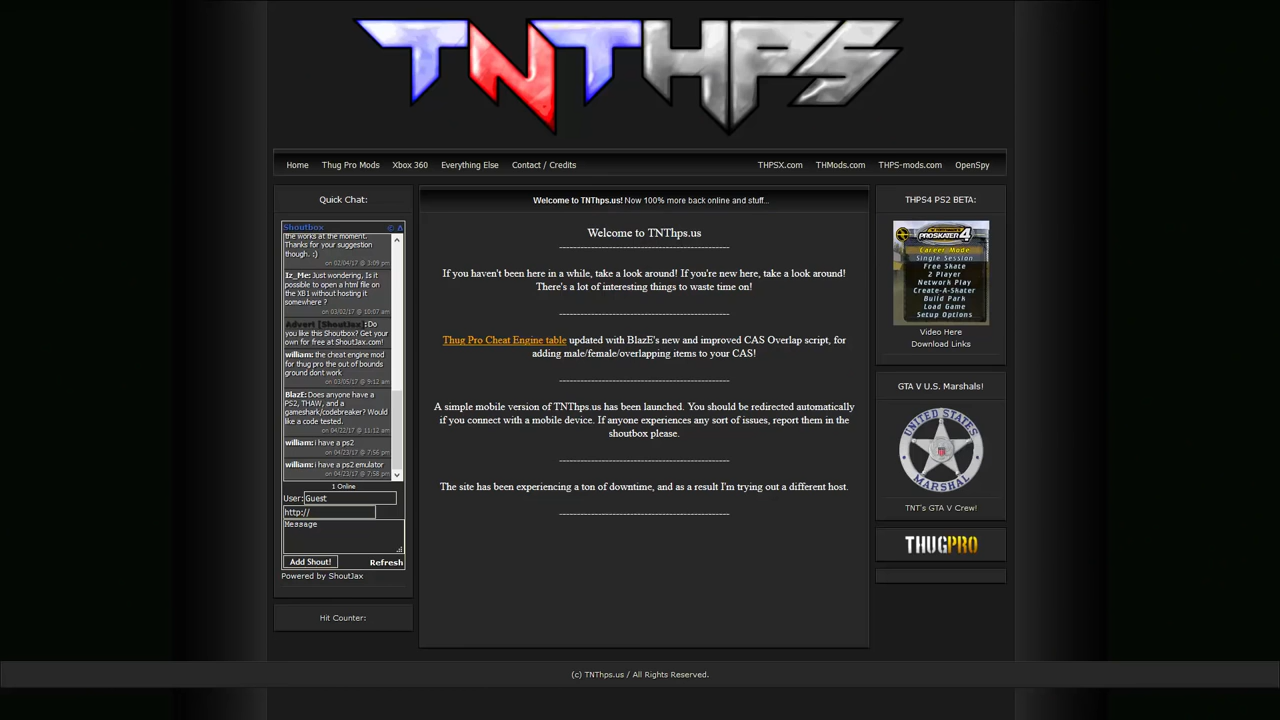 TNTHPS
Home
Thug Pro Mods
Xbox 360
Everything Else
Contact / Credits
THPSX.com
THMods.com
THPS-mods.com
OpenSpy
Quick Chat:
Shoutbox
© A
the works at the moment.
Thanks for your suggestion
though. :)
on 02/04/17 @ 3:09 pm
Iz_Me: Just wondering, Is it
possible to open a html file on
the XB1 without hosting it
somewhere ?
on 03/02/17 @ 10:07 am
Advert [ShoutJax]:Do
you like this Shoutbox? Get your
own for free at ShoutJax.com!
william: the cheat engine mod
for thug pro the out of bounds
ground dont work
on 03/05/17 @ 9:12 am
BlazE: Does anyone have a
PS2, THAW, and a
gameshark/codebreaker? Would
like a code tested.
on 04/22/17 @ 11:12 am
william: i have a ps2
on 04/23/17 @ 7:56 pm
william: i have a ps2 emulator
on 04/23/17 @ 7:58 pm
1 Online
User: Guest
http://
Message
Add Shout!
Refresh
Powered by ShoutJax
Hit Counter:
Welcome to TNThps.us! Now 100% more back online and stuff...
Welcome to TNThps.us
----------------------------------------------
If you haven't been here in a while, take a look around! If you're new here, take a look around!
There's a lot of interesting things to waste time on!
----------------------------------------------
Thug Pro Cheat Engine table updated with BlazE's new and improved CAS Overlap script, for
adding male/female/overlapping items to your CAS!
----------------------------------------------
A simple mobile version of TNThps.us has been launched. You should be redirected automatically
if you connect with a mobile device. If anyone experiences any sort of issues, report them in the
shoutbox please.
----------------------------------------------
The site has been experiencing a ton of downtime, and as a result I'm trying out a different host.
----------------------------------------------
THPS4 PS2 BETA:
PROSKATER 4
Career Mode
Single Session
Free Skate
2 Player
Network Play
Create-A-Skater
Build Park
Load Game
Setup Options
Video Here
Download Links
GTA V U.S. Marshals!
UNITED STATES
MARSHAL
TNT's GTA V Crew!
THUGPRO
(c) TNThps.us / All Rights Reserved.